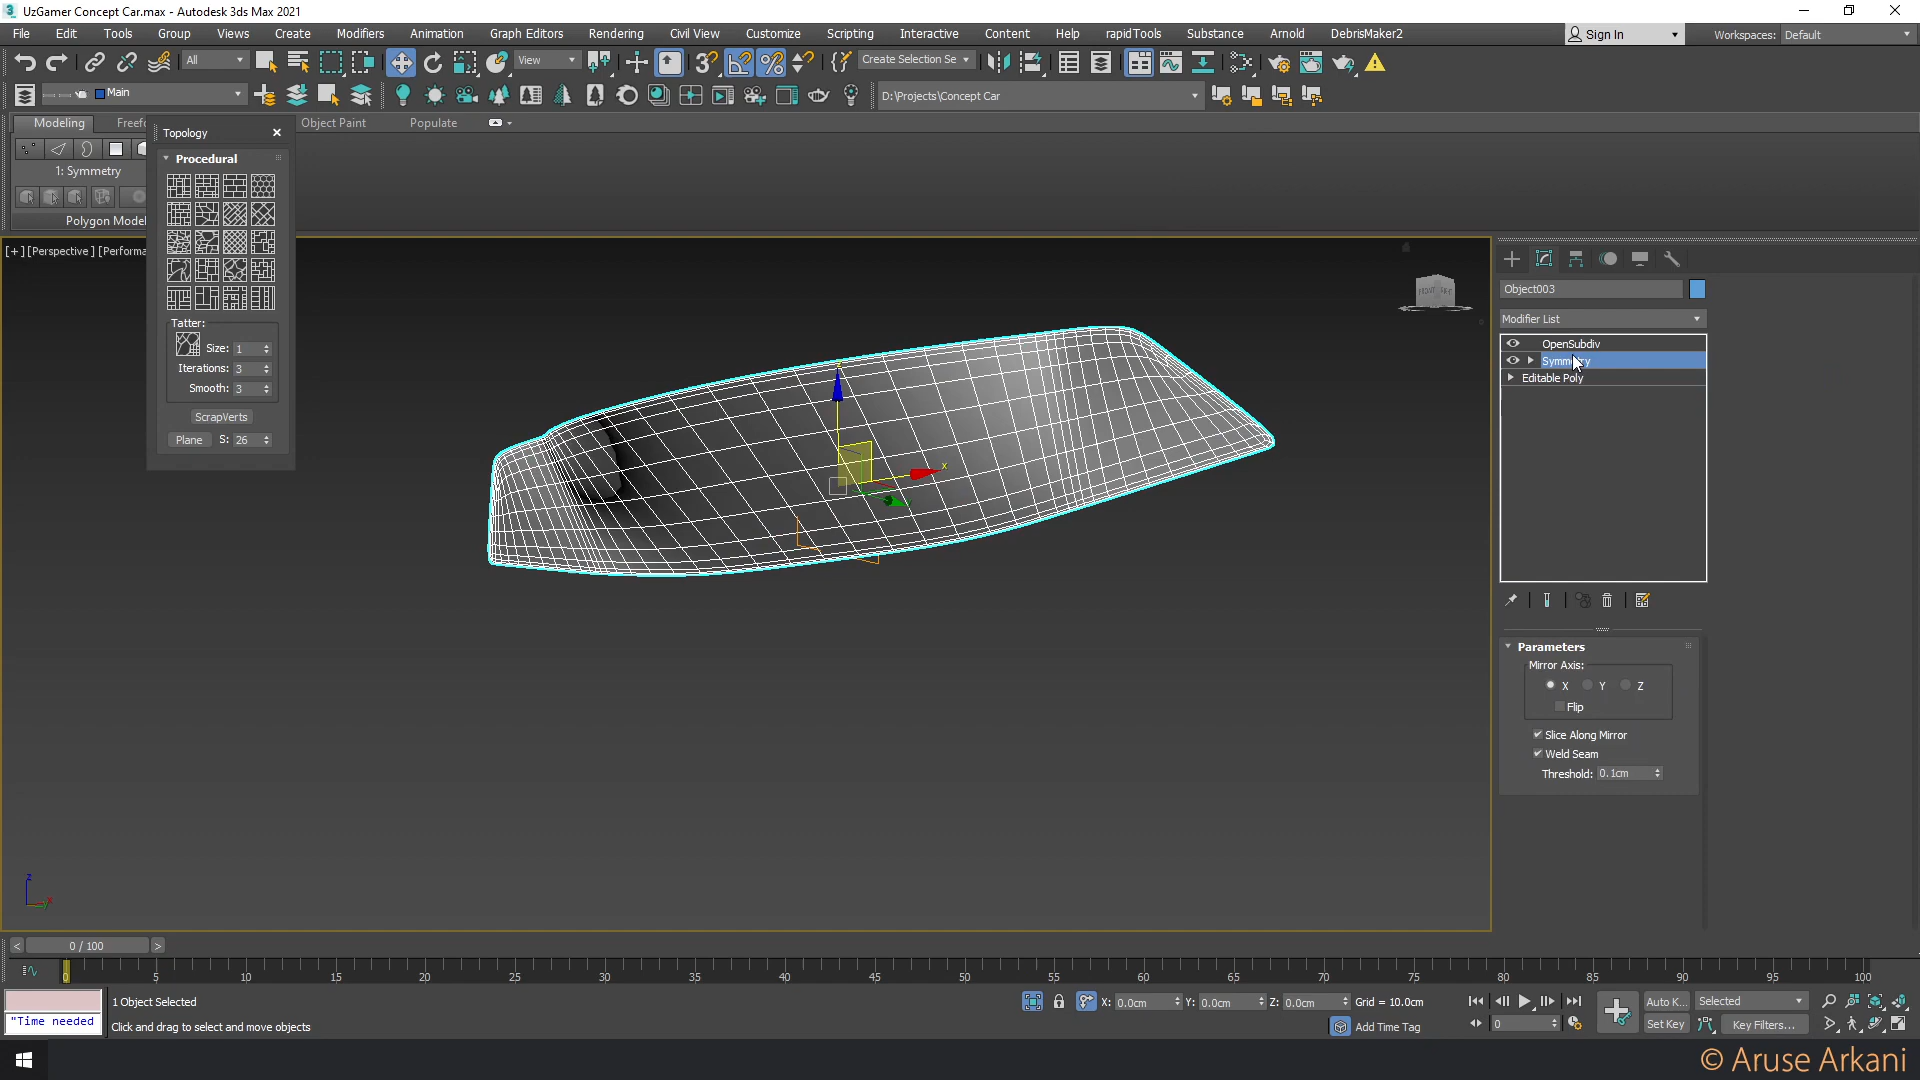 UzGamer Concept Car.max - Autodesk 3ds Max 2021
File Edit Tools Group Views Create Modifiers Animation Graph Editors Rendering Civil View Customize Scripting Interactive Content Help rapidTools Substance Arnold DebrisMaker2 Sign In Workspaces: Default
All View Create Selection Se
Main D:\Projects\Concept Car
Modeling Freef Object Paint Populate
Topology
Procedural
1: Symmetry
Polygon Model
[+] [Perspective ] [Performa
Tatter:
Size: 1
Iterations: 3
Smooth: 3
ScrapVerts
Plane S: 26
z
x
FRONT
Object003
Modifier List
OpenSubdiv
Symmetry
Editable Poly
Parameters
Mirror Axis:
X Y Z
Flip
Slice Along Mirror
Weld Seam
Threshold: 0.1cm
z
x
0 / 100
0 5 10 15 20 25 30 35 40 45 50 55 60 65 70 75 80 85 90 95 100
1 Object Selected X: 0.0cm Y: 0.0cm Z: 0.0cm Grid = 10.0cm Auto K... Selected
"Time needed Click and drag to select and move objects Add Time Tag 0 Set Key Key Filters...
© Aruse Arkani